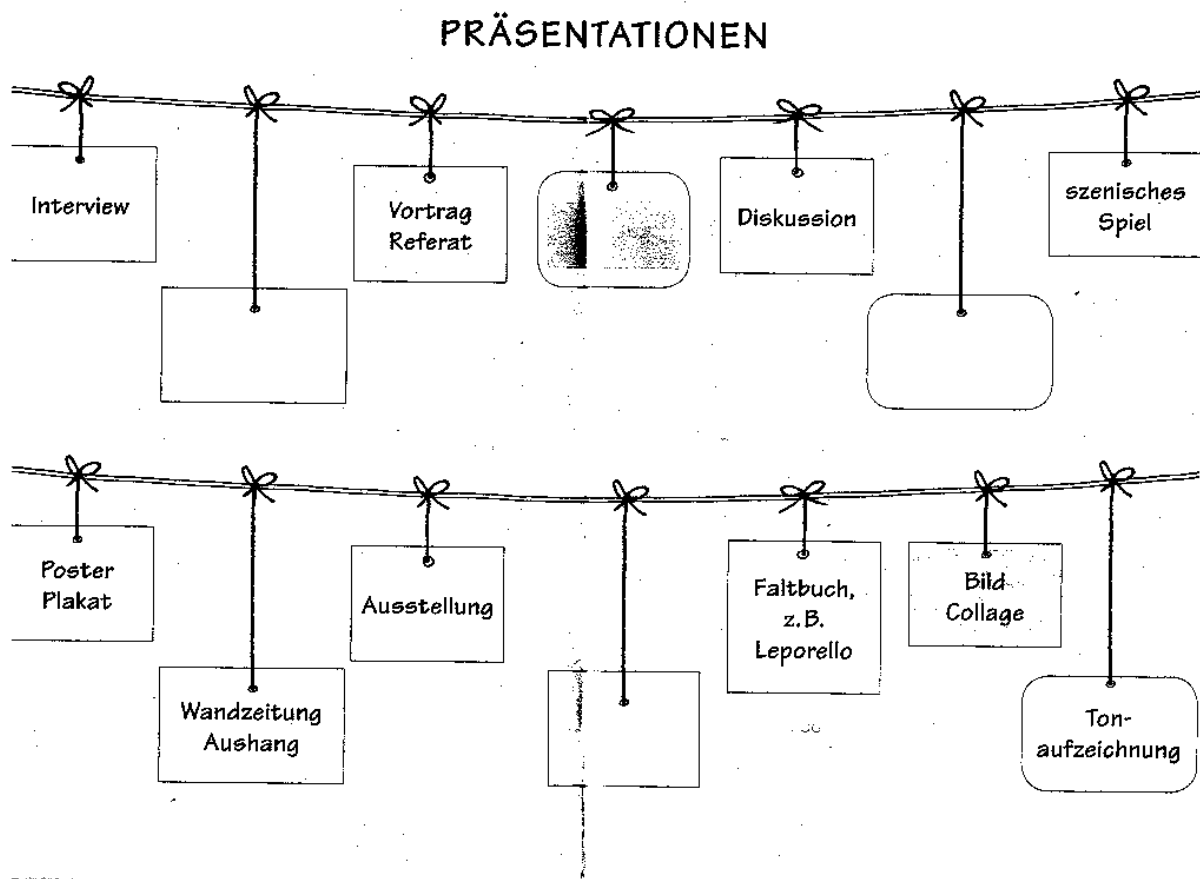 PRÄSENTATIONEN
Interview
Vortrag
Referat
Diskussion
szenisches
Spiel
Poster
Plakat
Wandzeitung
Aushang
Ausstellung
Faltbuch,
z.B.
Leporello
Bild
Collage
Ton-
aufzeichnung